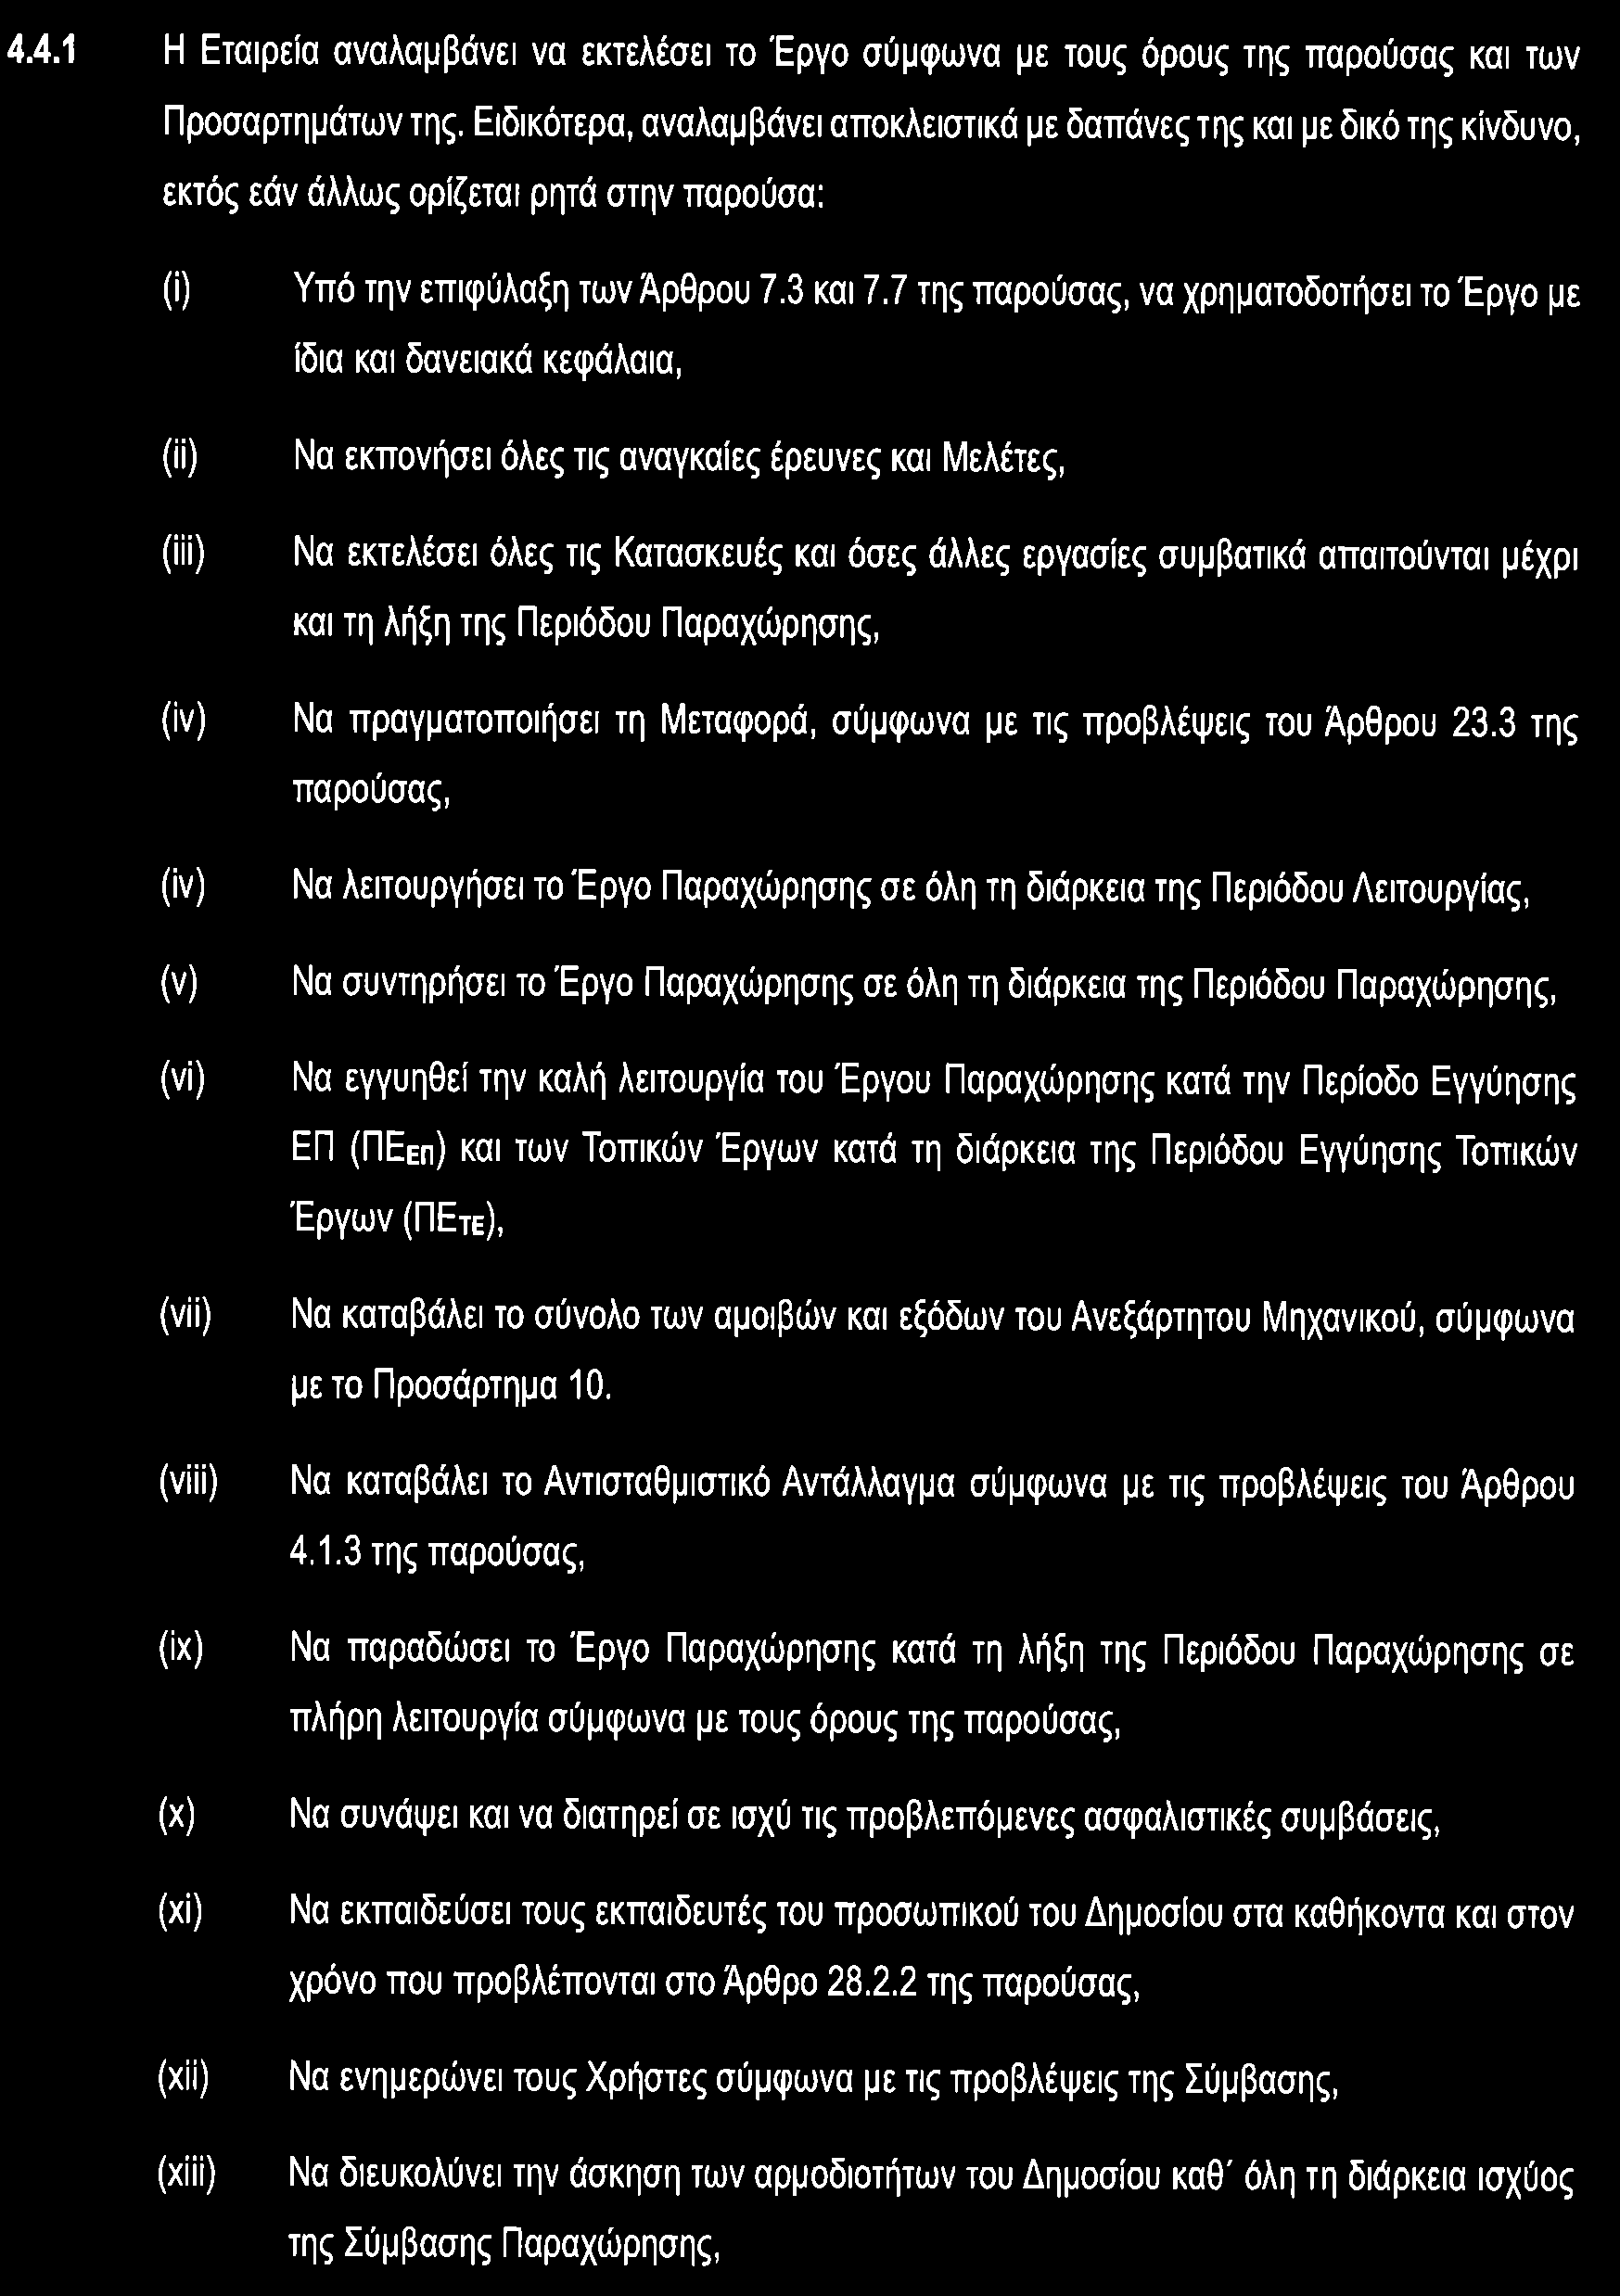 4.4.1 Η Εταιρεία αναλαμβάνει να εκτελέσει το Έργο σύμφωνα με τους όρους της παρούσας και των
Προσαρτημάτων της. Ειδικότερα, αναλαμβάνει αποκλειστικά με δαπάνες της και με δικό της κίνδυνο,
εκτός εάν άλλως ορίζεται ρητά στην παρούσα:
(i) Υπό την επιφύλαξη των Άρθρου 7.3 και 7.7 της παρούσας, να χρηματοδοτήσει το Έργο με
ίδια και δανειακά κεφάλαια,
(ii) Να εκπονήσει όλες τις αναγκαίες έρευνες και Μελέτες,
(iii) Να εκτελέσει όλες τις Κατασκευές και όσες άλλες εργασίες συμβατικά απαιτούνται μέχρι
και τη λήξη της Περιόδου Παραχώρησης,
(iv) Να πραγματοποιήσει τη Μεταφορά, σύμφωνα με τις προβλέψεις του Άρθρου 23.3 της
παρούσας,
(iv) Να λειτουργήσει το Έργο Παραχώρησης σε όλη τη διάρκεια της Περιόδου Λειτουργίας,
(v) Να συντηρήσει το Έργο Παραχώρησης σε όλη τη διάρκεια της Περιόδου Παραχώρησης,
(vi) Να εγγυηθεί την καλή λειτουργία του Έργου Παραχώρησης κατά την Περίοδο Εγγύησης
ΕΠ (ΠΕΕΠ) και των Τοπικών Έργων κατά τη διάρκεια της Περιόδου Εγγύησης Τοπικών
Έργων (ΠΕΤΕ),
(vii) Να καταβάλει το σύνολο των αμοιβών και εξόδων του Ανεξάρτητου Μηχανικού, σύμφωνα
με το Προσάρτημα 10.
(viii) Να καταβάλει το Αντισταθμιστικό Αντάλλαγμα σύμφωνα με τις προβλέψεις του Άρθρου
4.1.3 της παρούσας,
(ix) Να παραδώσει το Έργο Παραχώρησης κατά τη λήξη της Περιόδου Παραχώρησης σε
πλήρη λειτουργία σύμφωνα με τους όρους της παρούσας,
(x) Να συνάψει και να διατηρεί σε ισχύ τις προβλεπόμενες ασφαλιστικές συμβάσεις,
(xi) Να εκπαιδεύσει τους εκπαιδευτές του προσωπικού του Δημοσίου στα καθήκοντα και στον
χρόνο που προβλέπονται στο Άρθρο 28.2.2 της παρούσας,
(xii) Να ενημερώνει τους Χρήστες σύμφωνα με τις προβλέψεις της Σύμβασης,
(xiii) Να διευκολύνει την άσκηση των αρμοδιοτήτων του Δημοσίου καθ' όλη τη διάρκεια ισχύος
της Σύμβασης Παραχώρησης,